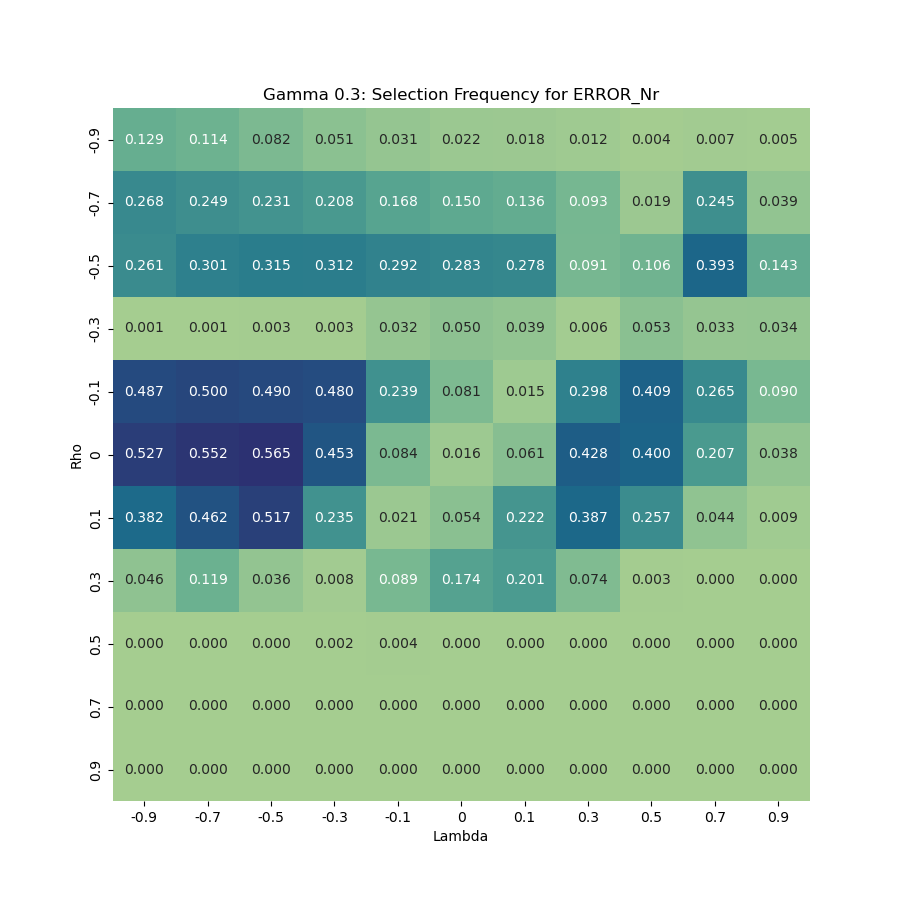 Gamma 0.3: Selection Frequency for ERROR_Nr
-0.9 0.129 0.114 0.082 0.051 0.031 0.022 0.018 0.012 0.004 0.007 0.005
-0.7 0.268 0.249 0.231 0.208 0.168 0.150 0.136 0.093 0.019 0.245 0.039
-0.5 0.261 0.301 0.315 0.312 0.292 0.283 0.278 0.091 0.106 0.393 0.143
-0.3 0.001 0.001 0.003 0.003 0.032 0.050 0.039 0.006 0.053 0.033 0.034
-0.1 0.487 0.500 0.490 0.480 0.239 0.081 0.015 0.298 0.409 0.265 0.090
Rho
0 0.527 0.552 0.565 0.453 0.084 0.016 0.061 0.428 0.400 0.207 0.038
0.1 0.382 0.462 0.517 0.235 0.021 0.054 0.222 0.387 0.257 0.044 0.009
0.3 0.046 0.119 0.036 0.008 0.089 0.174 0.201 0.074 0.003 0.000 0.000
0.5 0.000 0.000 0.000 0.002 0.004 0.000 0.000 0.000 0.000 0.000 0.000
0.7 0.000 0.000 0.000 0.000 0.000 0.000 0.000 0.000 0.000 0.000 0.000
0.9 0.000 0.000 0.000 0.000 0.000 0.000 0.000 0.000 0.000 0.000 0.000
-0.9 -0.7 -0.5 -0.3 -0.1 0 0.1 0.3 0.5 0.7 0.9
Lambda